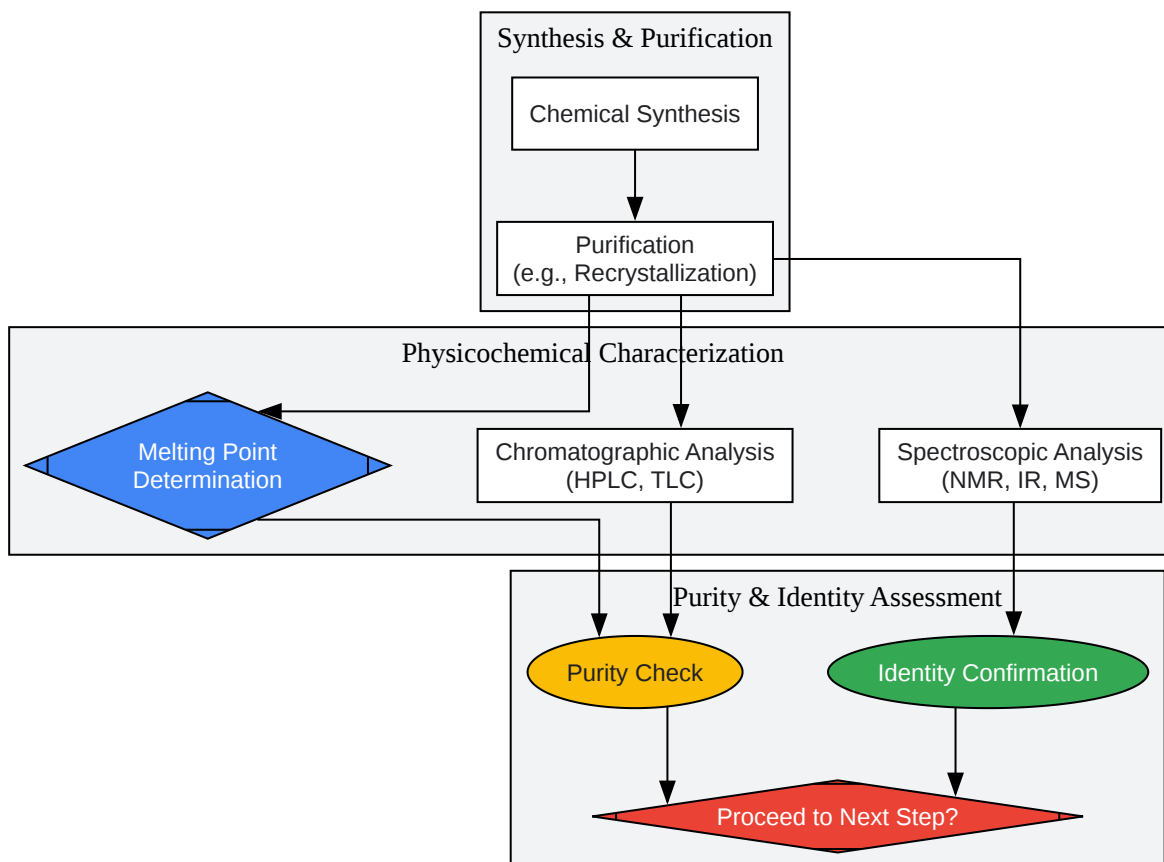 Synthesis & Purification
Chemical Synthesis
Purification
(e.g., Recrystallization)
Physicochemical Characterization
Melting Point
Determination
Chromatographic Analysis
(HPLC, TLC)
Spectroscopic Analysis
(NMR, IR, MS)
Purity & Identity Assessment
Purity Check
Identity Confirmation
Proceed to Next Step?